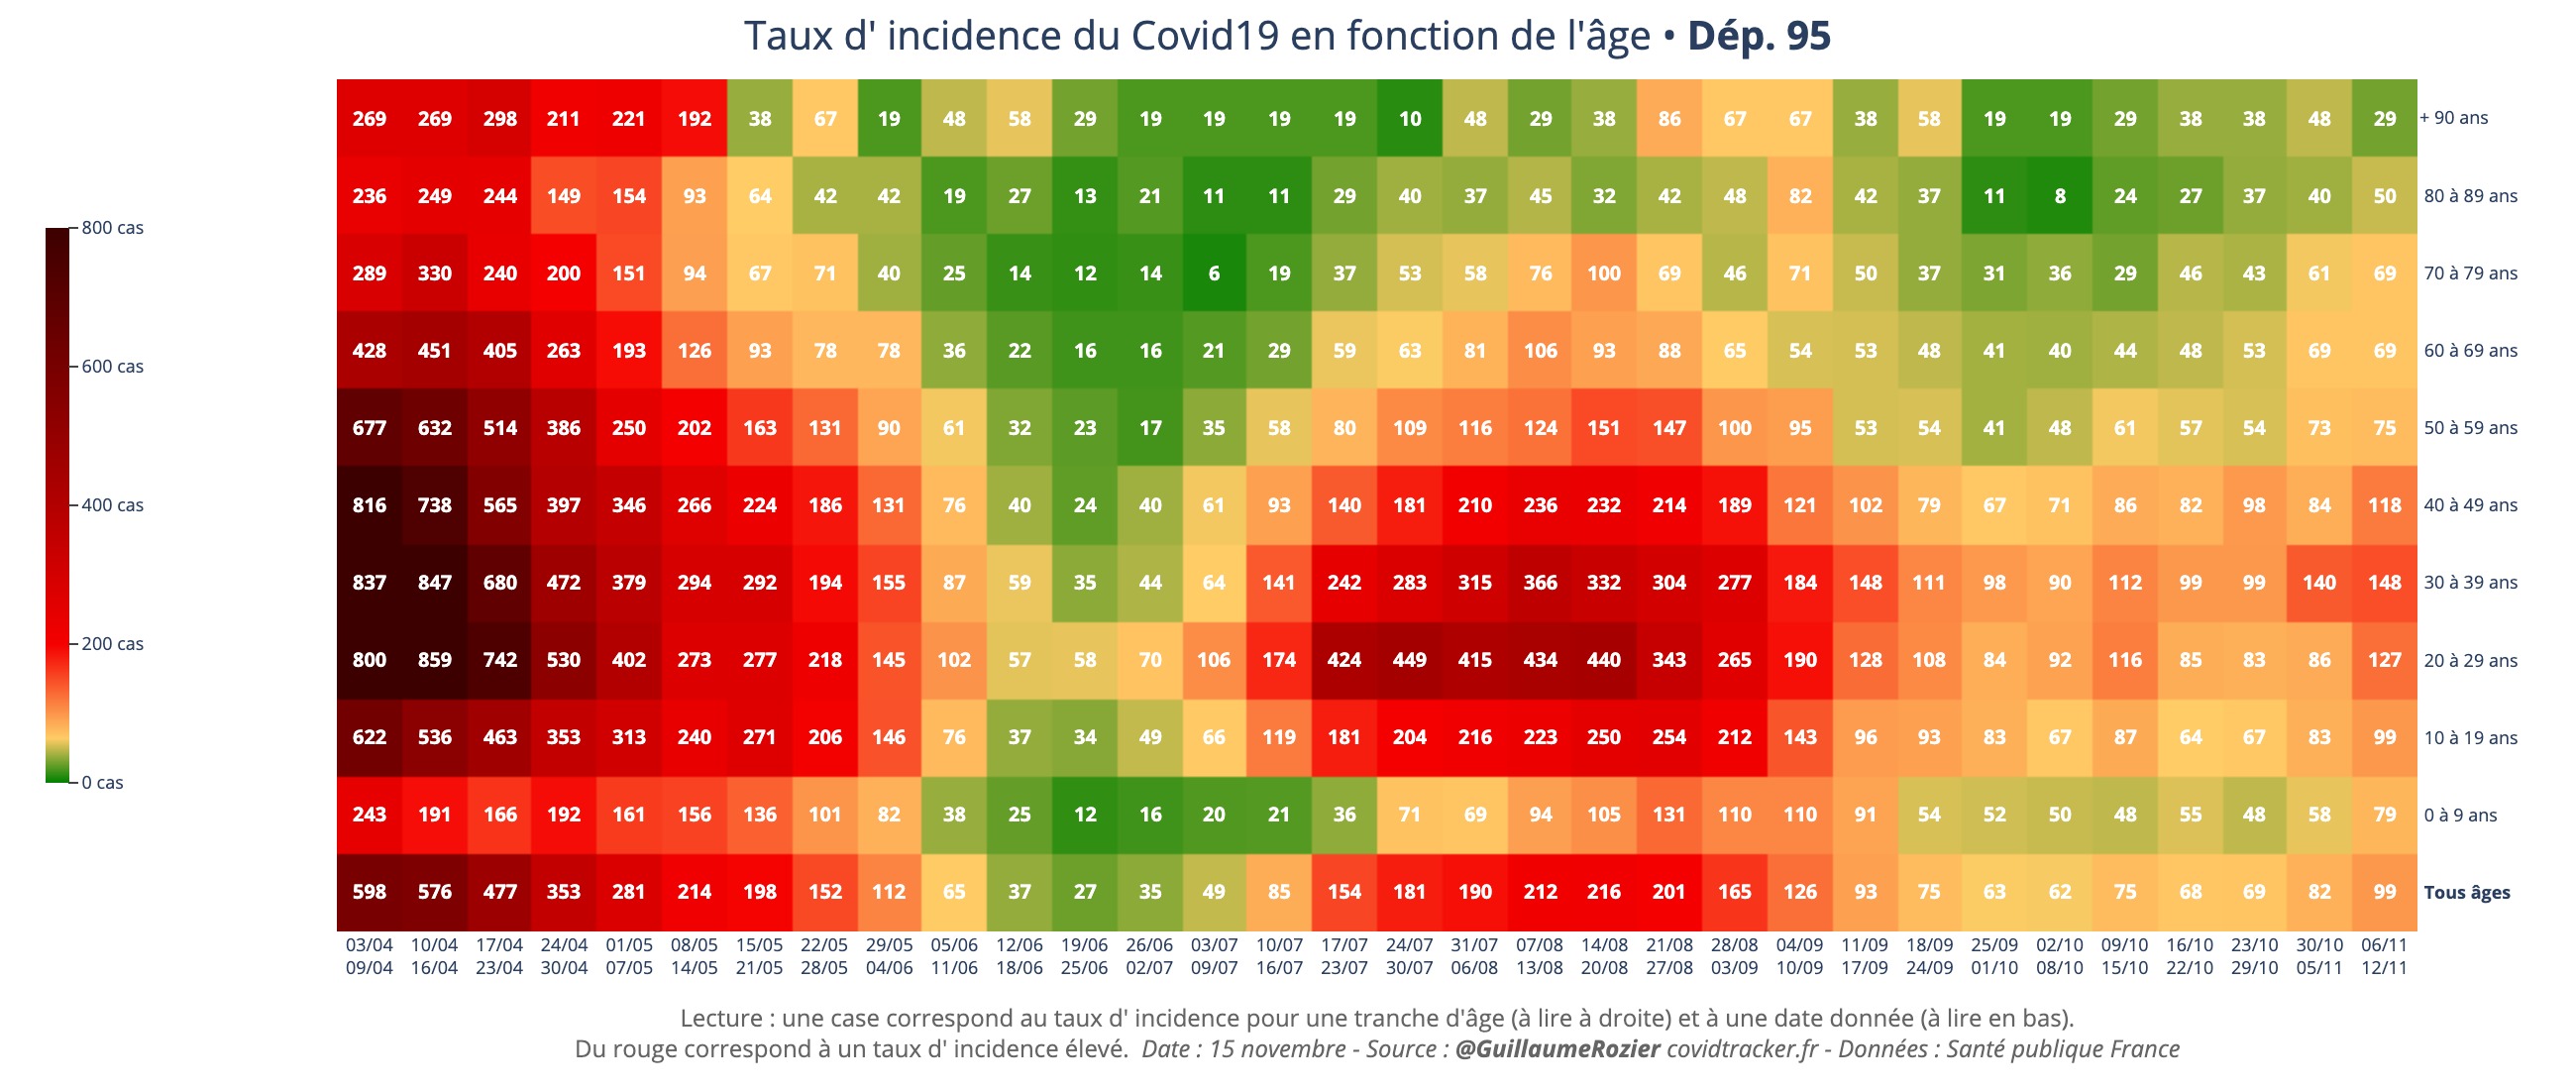 Taux d' incidence du Covid19 en fonction de l'âge • Dép. 95
800 cas
600 cas
400 cas
200 cas
0 cas
269 269 298 211 221 192 38 67 19 48 58 29 19 19 19 19 10 48 29 38 86 67 67 38 58 19 19 29 38 38 48 29 + 90 ans
236 249 244 149 154 93 64 42 42 19 27 13 21 11 11 29 40 37 45 32 42 48 82 42 37 11 8 24 27 37 40 50 80 à 89 ans
289 330 240 200 151 94 67 71 40 25 14 12 14 6 19 37 53 58 76 100 69 46 71 50 37 31 36 29 46 43 61 69 70 à 79 ans
428 451 405 263 193 126 93 78 78 36 22 16 16 21 29 59 63 81 106 93 88 65 54 53 48 41 40 44 48 53 69 69 60 à 69 ans
677 632 514 386 250 202 163 131 90 61 32 23 17 35 58 80 109 116 124 151 147 100 95 53 54 41 48 61 57 54 73 75 50 à 59 ans
816 738 565 397 346 266 224 186 131 76 40 24 40 61 93 140 181 210 236 232 214 189 121 102 79 67 71 86 82 98 84 118 40 à 49 ans
837 847 680 472 379 294 292 194 155 87 59 35 44 64 141 242 283 315 366 332 304 277 184 148 111 98 90 112 99 99 140 148 30 à 39 ans
800 859 742 530 402 273 277 218 145 102 57 58 70 106 174 424 449 415 434 440 343 265 190 128 108 84 92 116 85 83 86 127 20 à 29 ans
622 536 463 353 313 240 271 206 146 76 37 34 49 66 119 181 204 216 223 250 254 212 143 96 93 83 67 87 64 67 83 99 10 à 19 ans
243 191 166 192 161 156 136 101 82 38 25 12 16 20 21 36 71 69 94 105 131 110 110 91 54 52 50 48 55 48 58 79 0 à 9 ans
598 576 477 353 281 214 198 152 112 65 37 27 35 49 85 154 181 190 212 216 201 165 126 93 75 63 62 75 68 69 82 99 Tous âges
03/04 10/04 17/04 24/04 01/05 08/05 15/05 22/05 29/05 05/06 12/06 19/06 26/06 03/07 10/07 17/07 24/07 31/07 07/08 14/08 21/08 28/08 04/09 11/09 18/09 25/09 02/10 09/10 16/10 23/10 30/10 06/11
09/04 16/04 23/04 30/04 07/05 14/05 21/05 28/05 04/06 11/06 18/06 25/06 02/07 09/07 16/07 23/07 30/07 06/08 13/08 20/08 27/08 03/09 10/09 17/09 24/09 01/10 08/10 15/10 22/10 29/10 05/11 12/11
Lecture : une case correspond au taux d' incidence pour une tranche d'âge (à lire à droite) et à une date donnée (à lire en bas).
Du rouge correspond à un taux d' incidence élevé. Date : 15 novembre - Source : @GuillaumeRozier covidtracker.fr - Données : Santé publique France